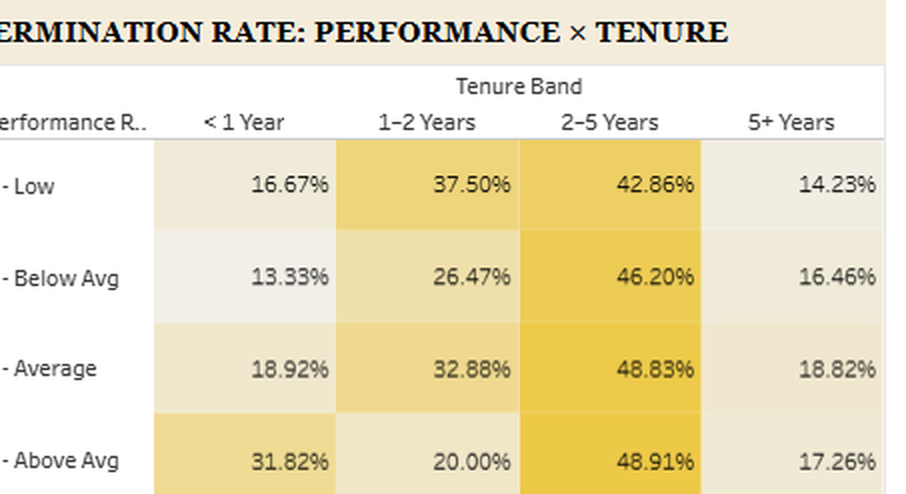 ERMINATION RATE: PERFORMANCE × TENURE
Tenure Band
erformance R.. < 1 Year 1–2 Years 2–5 Years 5+ Years
- Low 16.67% 37.50% 42.86% 14.23%
- Below Avg 13.33% 26.47% 46.20% 16.46%
- Average 18.92% 32.88% 48.83% 18.82%
- Above Avg 31.82% 20.00% 48.91% 17.26%